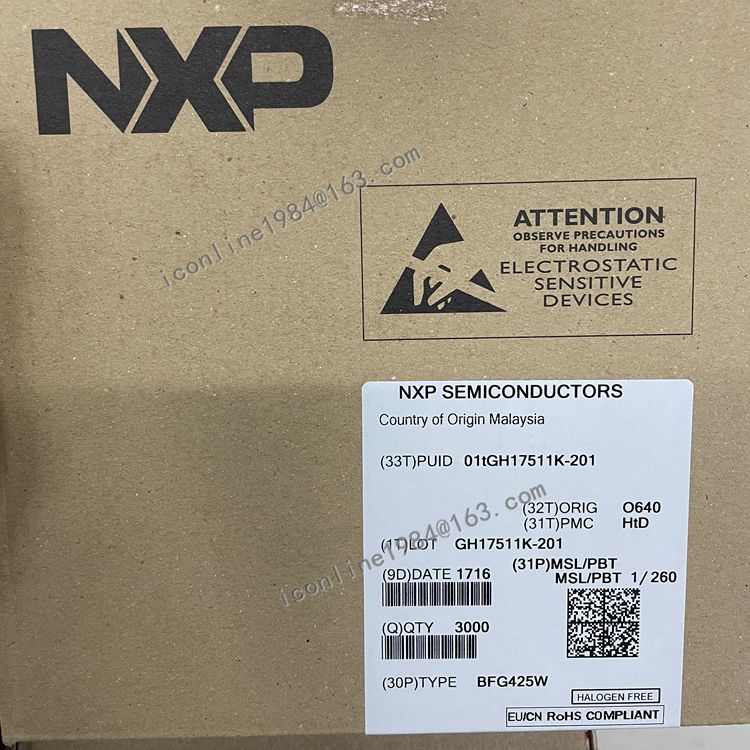 NXP
iconline1984@163.com
ATTENTION
OBSERVE PRECAUTIONS
FOR HANDLING
ELECTROSTATIC
SENSITIVE
DEVICES
NXP SEMICONDUCTORS
Country of Origin Malaysia
(33T)PUID 01tGH17511K-201
(32T)ORIG O640
(31T)PMC HtD
(1T)LOT GH17511K-201
iconline1984@163.com
(31P)MSL/PBT
(9D)DATE 1716
MSL/PBT 1/260
(Q)QTY 3000
(30P)TYPE BFG425W
HALOGEN FREE
EU/CN RoHS COMPLIANT